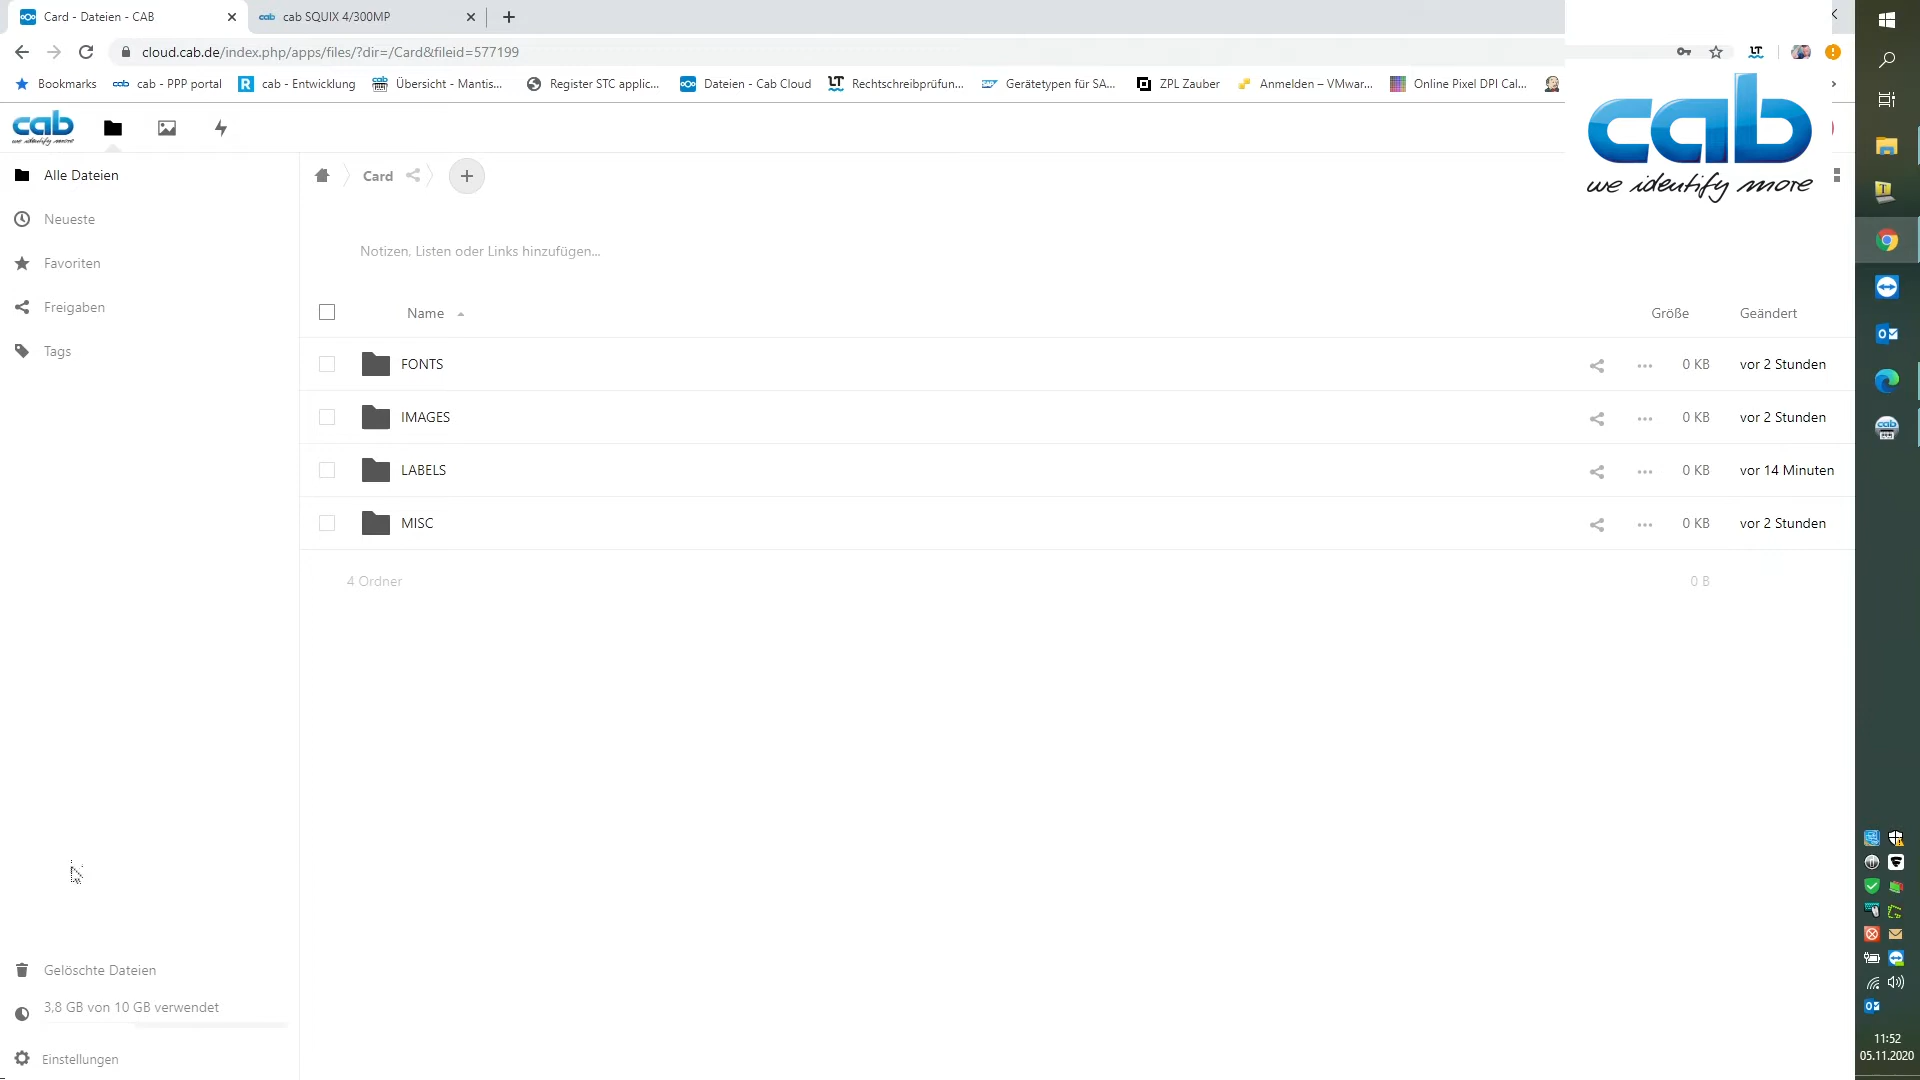 Card - Dateien - CAB
cab SQUIX 4/300MP
cloud.cab.de/index.php/apps/files/?dir=/Card&fileid=577199
Bookmarks
cab - PPP portal
cab - Entwicklung
Übersicht - Mantis...
Register STC applic...
Dateien - Cab Cloud
Rechtschreibprüfun...
Gerätetypen für SA...
ZPL Zauber
Anmelden – VMwar...
Online Pixel DPI Cal...
cab
we identify more
cab
we identify more
Alle Dateien
Neueste
Favoriten
Freigaben
Tags
Card
Notizen, Listen oder Links hinzufügen...
Name Größe Geändert
FONTS 0 KB vor 2 Stunden
IMAGES 0 KB vor 2 Stunden
LABELS 0 KB vor 14 Minuten
MISC 0 KB vor 2 Stunden
4 Ordner 0 B
Gelöschte Dateien
3,8 GB von 10 GB verwendet
Einstellungen
11:52
05.11.2020